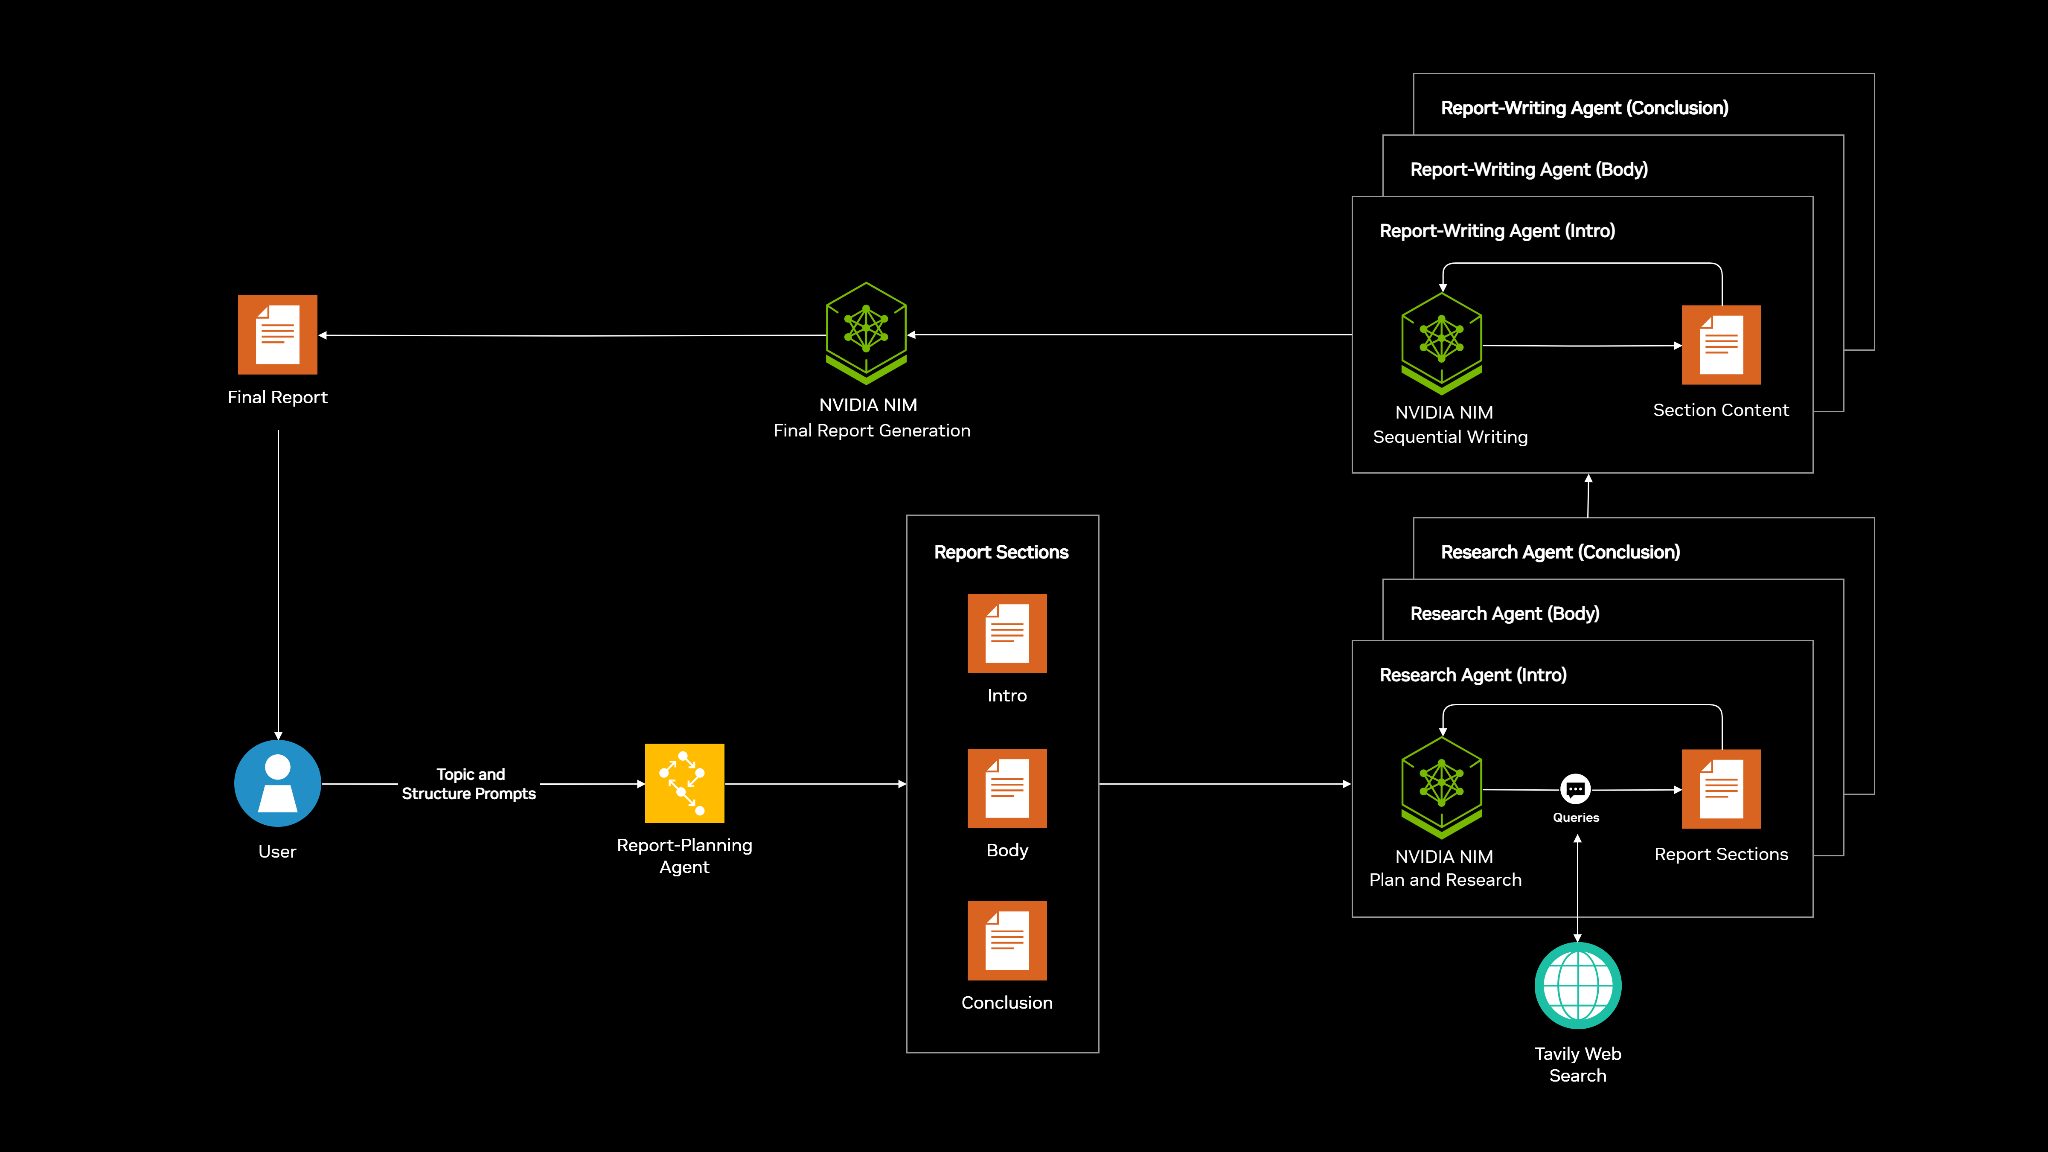 Report-Writing Agent (Conclusion)
Report-Writing Agent (Body)
Report-Writing Agent (Intro)
NVIDIA NIM
Sequential Writing
Section Content
NVIDIA NIM
Final Report Generation
Final Report
User
Topic and
Structure Prompts
Report-Planning
Agent
Report Sections
Intro
Body
Conclusion
Research Agent (Conclusion)
Research Agent (Body)
Research Agent (Intro)
NVIDIA NIM
Plan and Research
Queries
Report Sections
Tavily Web
Search